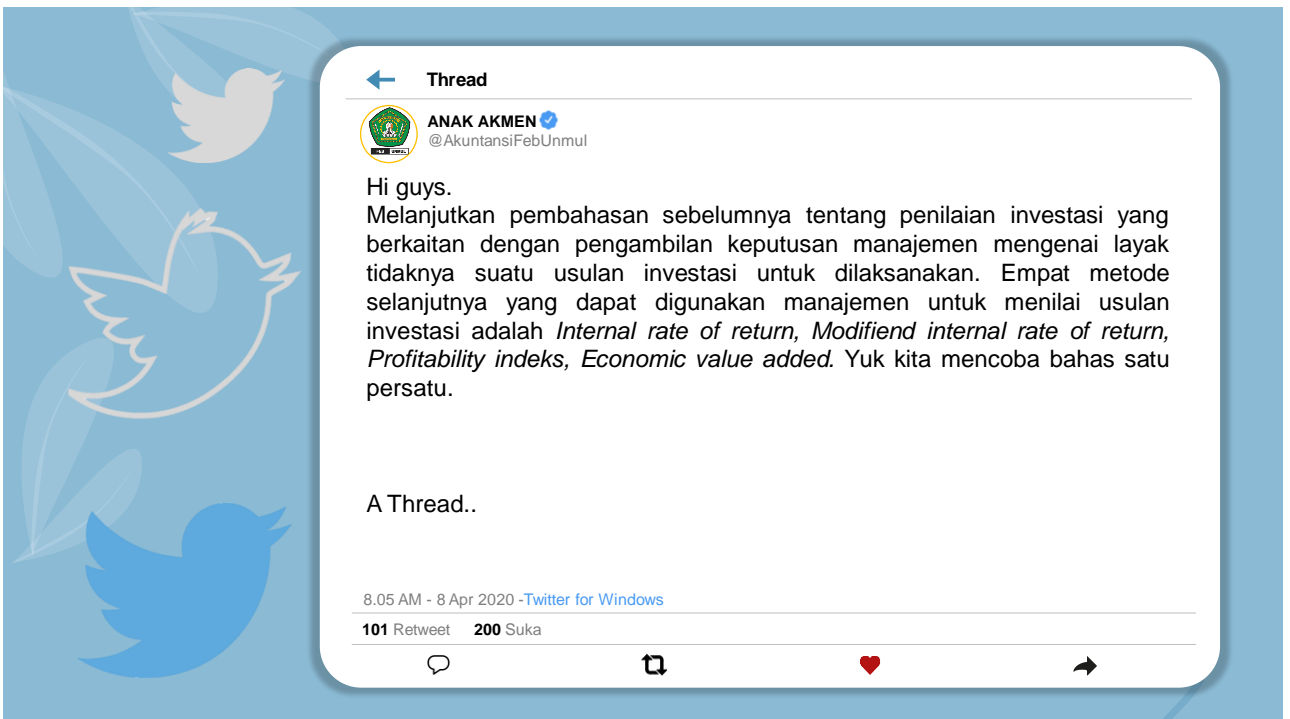 Thread
ANAK AKMEN
@AkuntansiFebUnmul
Hi guys.
Melanjutkan pembahasan sebelumnya tentang penilaian investasi yang
berkaitan dengan pengambilan keputusan manajemen mengenai layak
tidaknya suatu usulan investasi untuk dilaksanakan. Empat metode
selanjutnya yang dapat digunakan manajemen untuk menilai usulan
investasi adalah Internal rate of return, Modifiend internal rate of return,
Profitability indeks, Economic value added. Yuk kita mencoba bahas satu
persatu.
A Thread..
8.05 AM - 8 Apr 2020 -Twitter for Windows
101 Retweet 200 Suka